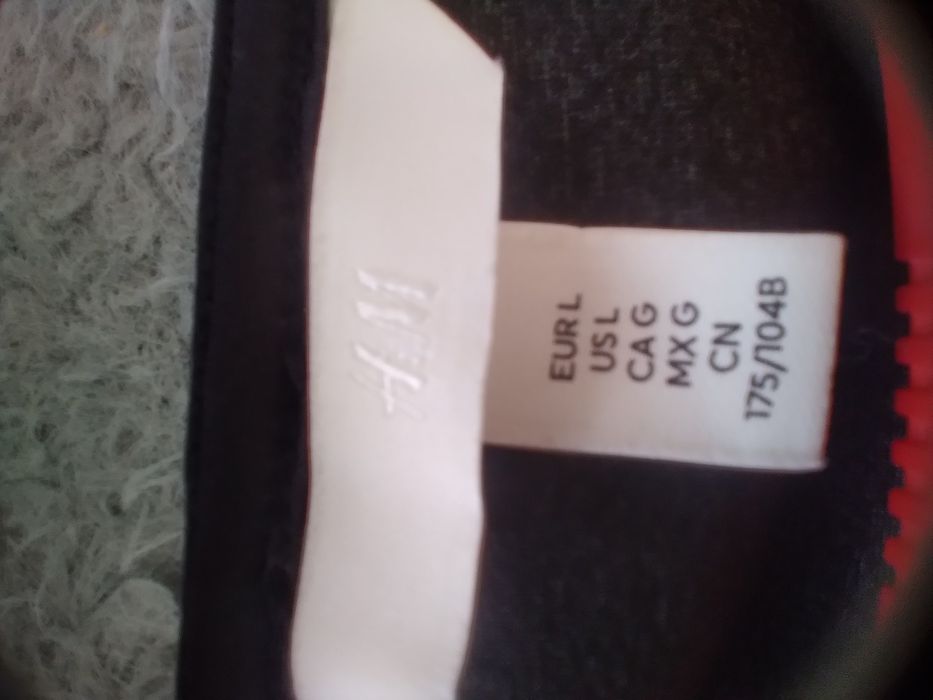 H&M
EUR L
US L
CA G
MX G
CN
175/104B